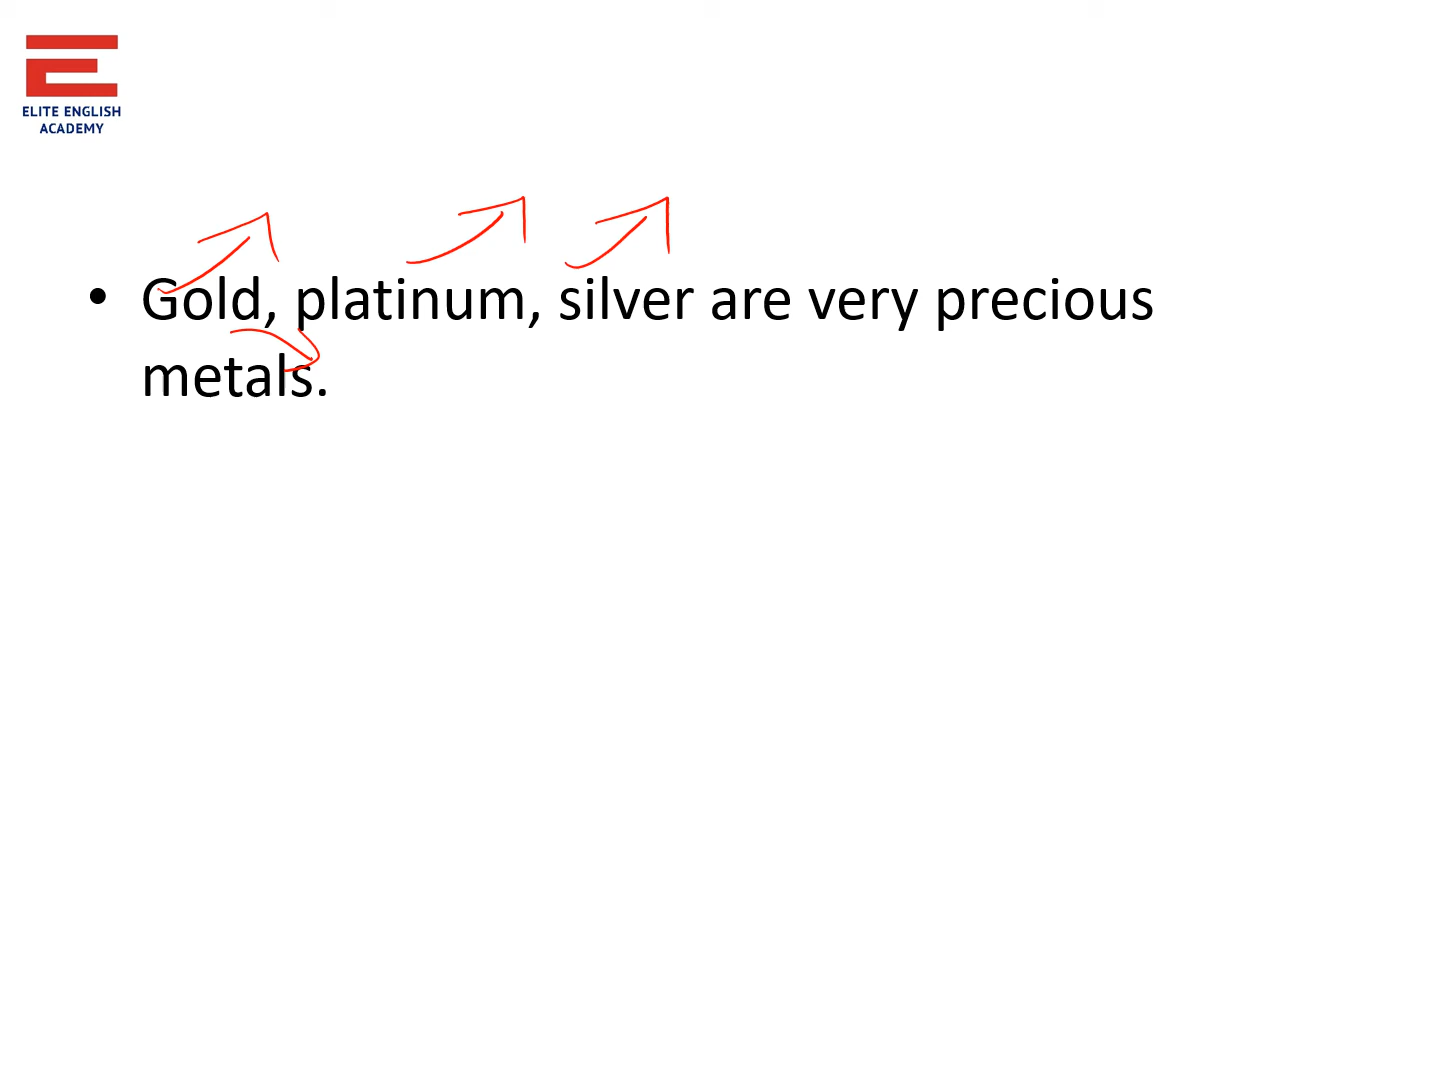 ELITE ENGLISH
ACADEMY
• Gold, platinum, silver are very precious
metals.